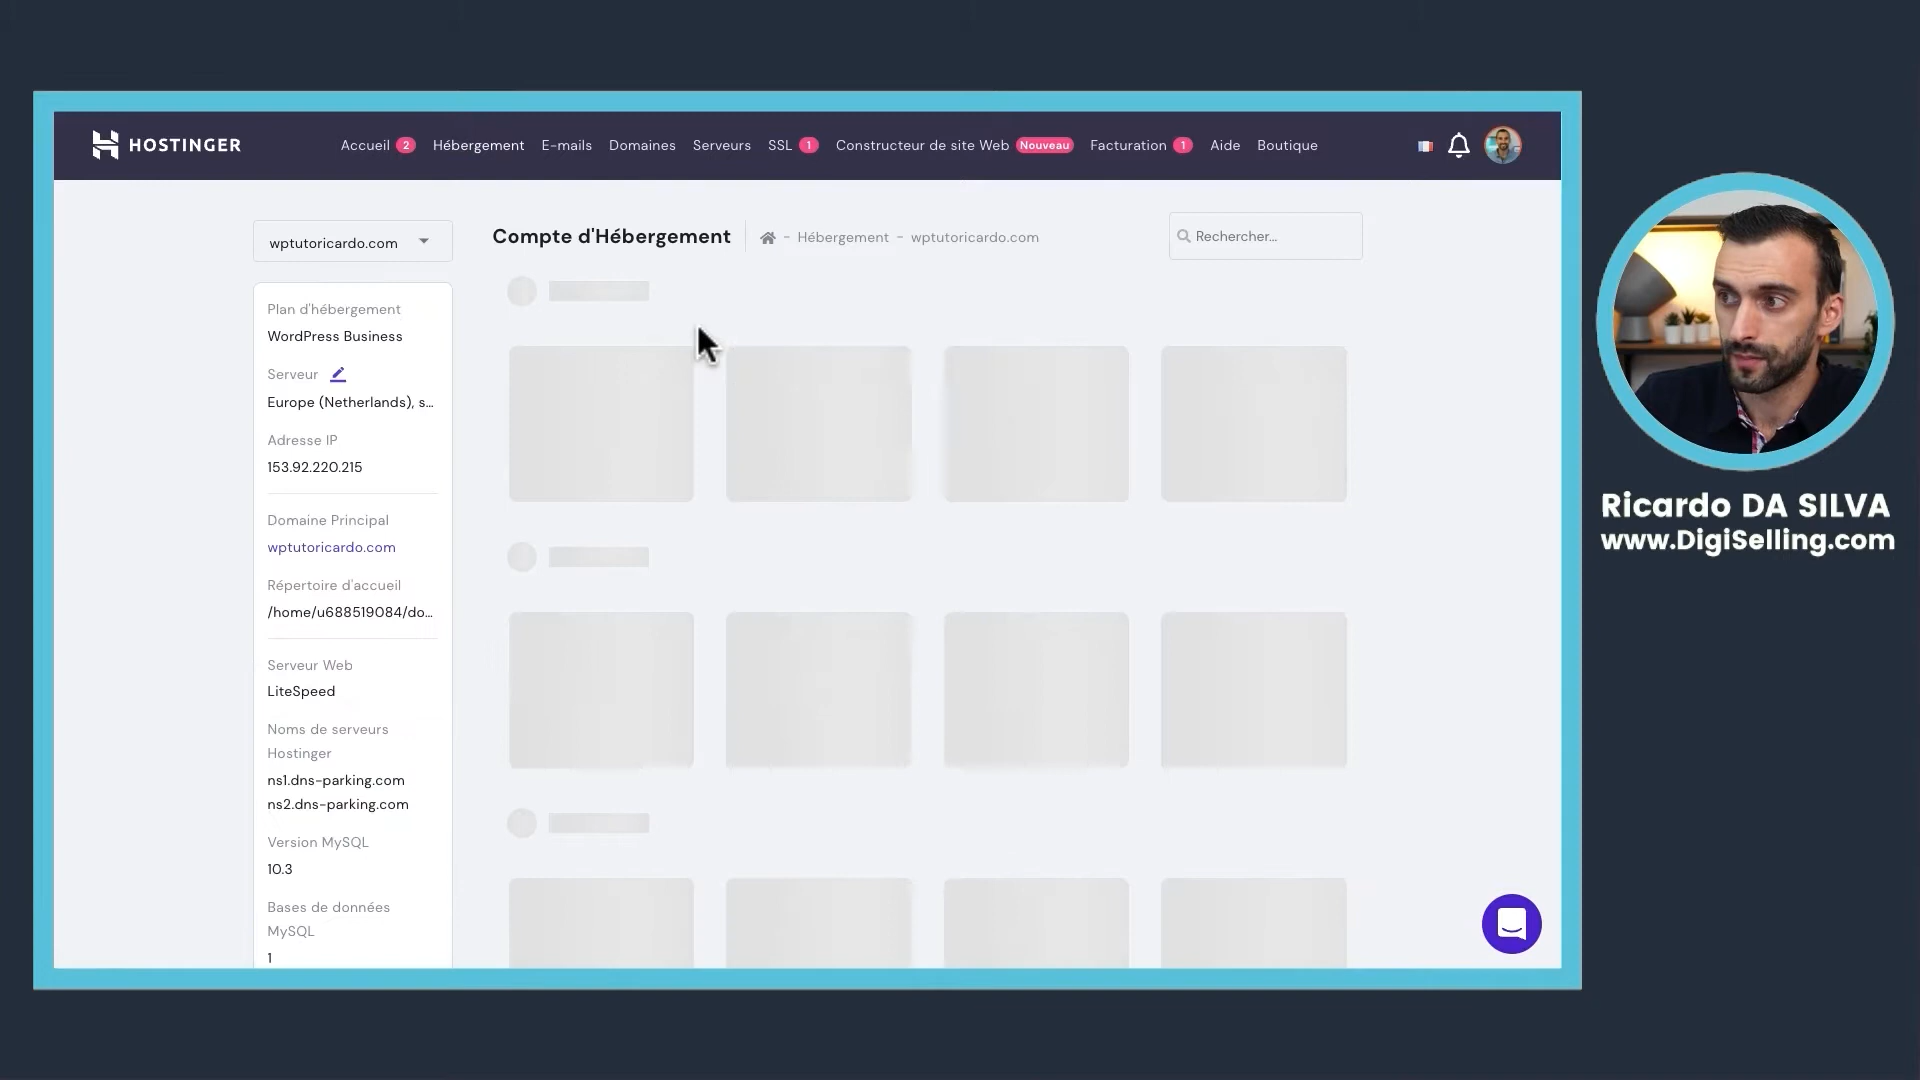 HOSTINGER
Accueil 2 Hébergement E-mails Domaines Serveurs SSL 1 Constructeur de site Web Nouveau Facturation 1 Aide Boutique
wptutoricardo.com
Compte d'Hébergement - Hébergement - wptutoricardo.com
Rechercher...
Plan d'hébergement
WordPress Business
Serveur
Europe (Netherlands), s...
Adresse IP
153.92.220.215
Domaine Principal
wptutoricardo.com
Répertoire d'accueil
/home/u688519084/do...
Serveur Web
LiteSpeed
Noms de serveurs
Hostinger
ns1.dns-parking.com
ns2.dns-parking.com
Version MySQL
10.3
Bases de données
MySQL
1
Ricardo DA SILVA
www.DigiSelling.com